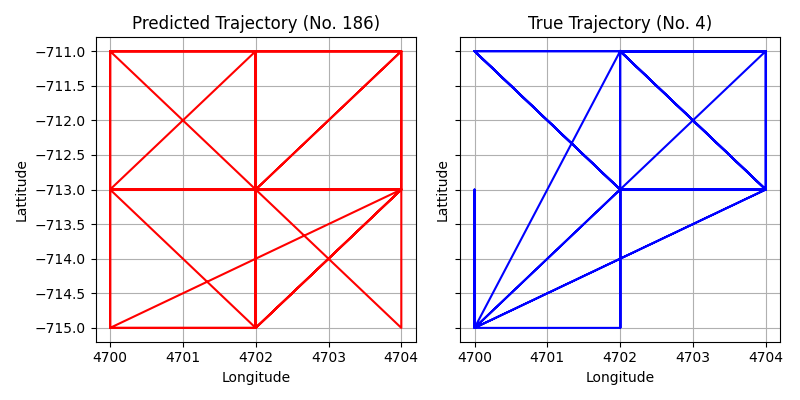 Predicted Trajectory (No. 186)
True Trajectory (No. 4)
−711.0
−711.5
−712.0
−712.5
−713.0
−713.5
−714.0
−714.5
−715.0
Lattitude
Lattitude
4700 4701 4702 4703 4704
4700 4701 4702 4703 4704
Longitude
Longitude